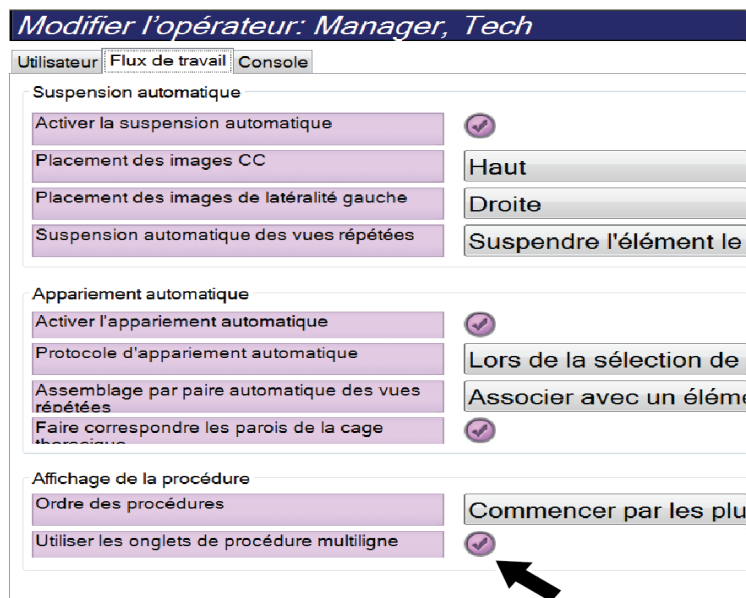 Modifier l'opérateur: Manager, Tech
Utilisateur Flux de travail Console
Suspension automatique
Activer la suspension automatique
Placement des images CC Haut
Placement des images de latéralité gauche Droite
Suspension automatique des vues répétées Suspendre l'élément le
Appariement automatique
Activer l'appariement automatique
Protocole d'appariement automatique Lors de la sélection de
Assemblage par paire automatique des vues
répétées
Associer avec un éléme
Faire correspondre les parois de la cage
thoracique
Affichage de la procédure
Ordre des procédures Commencer par les plu
Utiliser les onglets de procédure multiligne